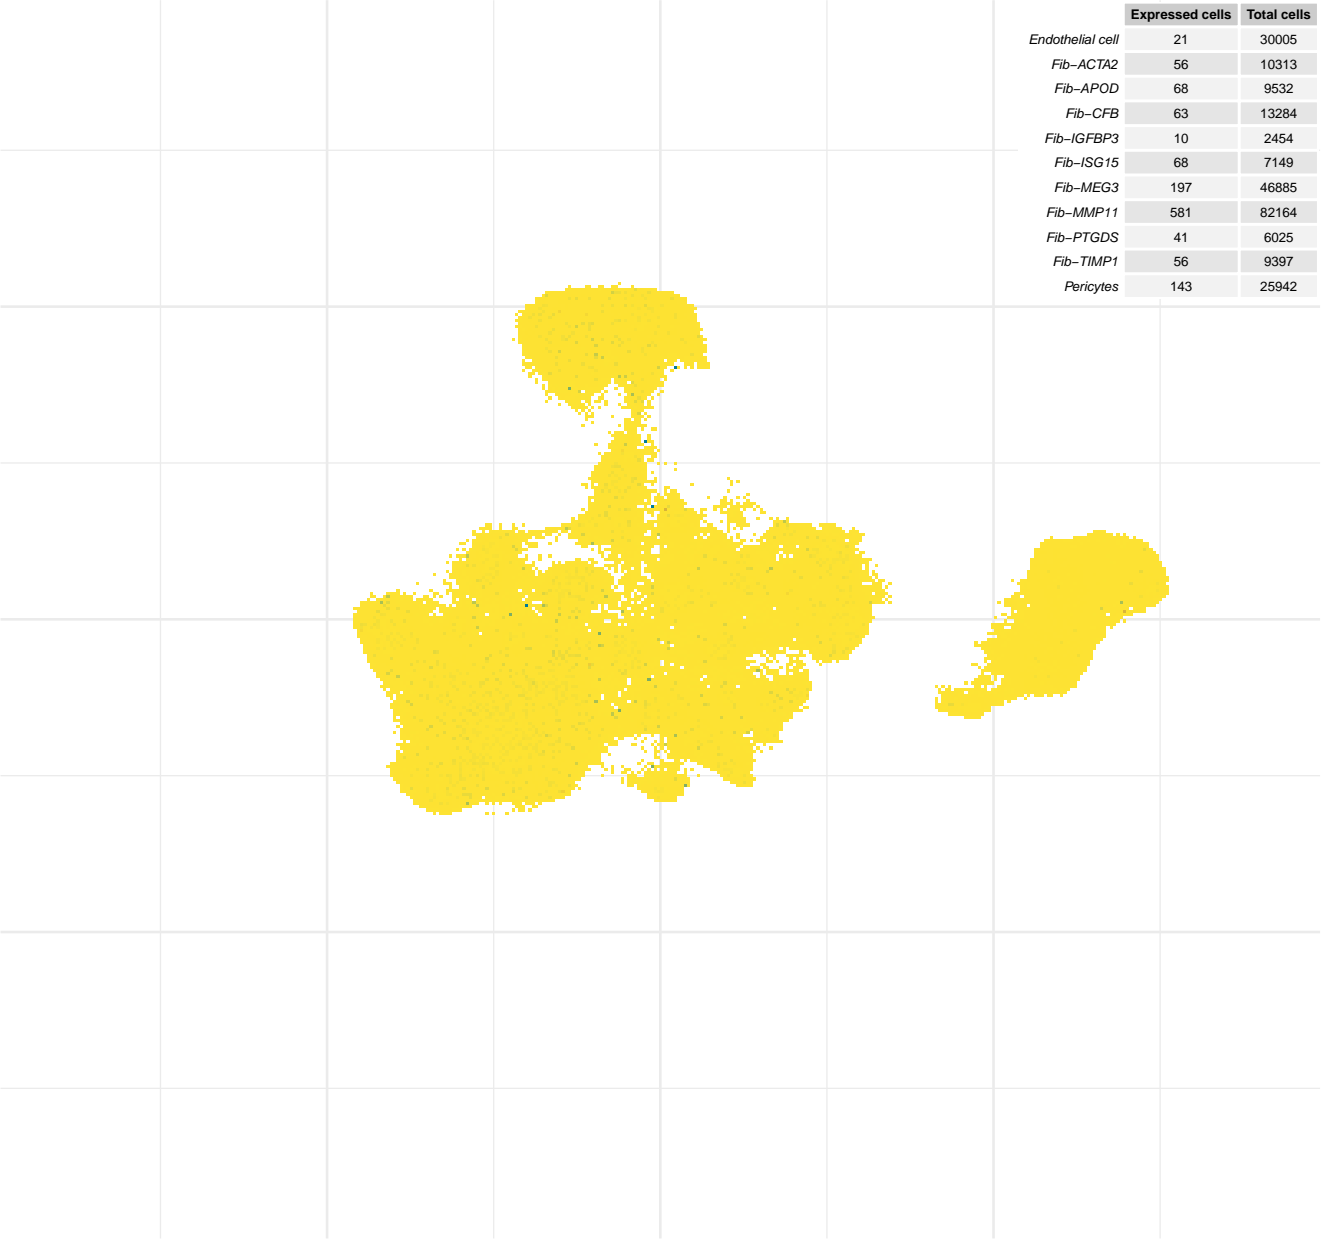 Expressed cells Total cells
Endothelial cell 21 30005
Fib−ACTA2 56 10313
Fib−APOD 68 9532
Fib−CFB 63 13284
Fib−IGFBP3 10 2454
Fib−ISG15 68 7149
Fib−MEG3 197 46885
Fib−MMP11 581 82164
Fib−PTGDS 41 6025
Fib−TIMP1 56 9397
Pericytes 143 25942